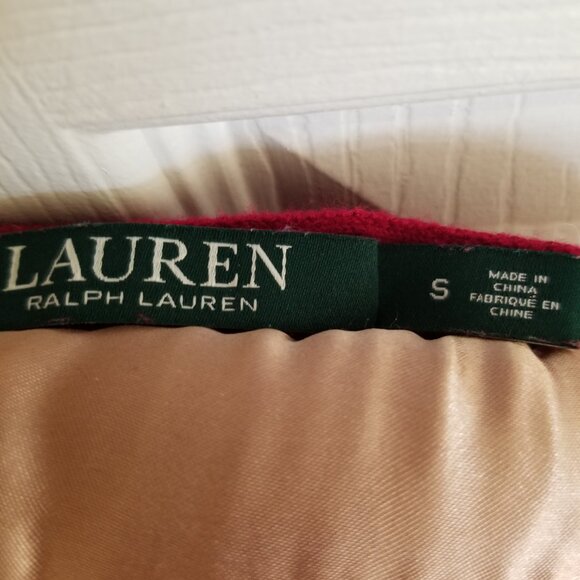 LAUREN
RALPH LAUREN
S
MADE IN
CHINA
FABRIQUÉ EN
CHINE